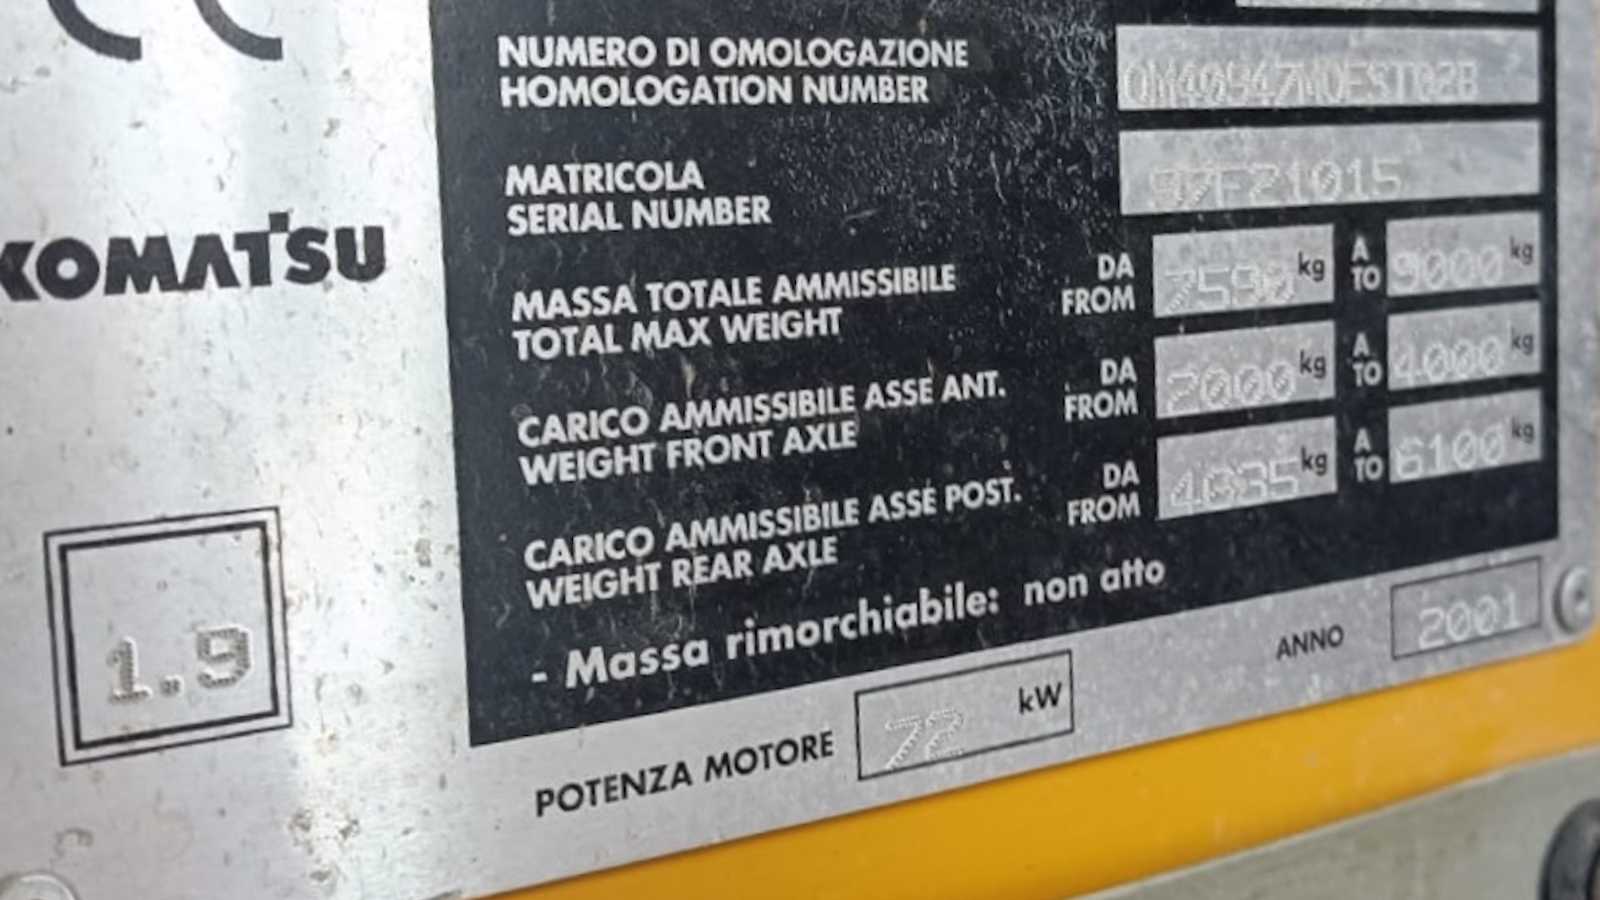 NUMERO DI OMOLOGAZIONE
HOMOLOGATION NUMBER
MATRICOLA
SERIAL NUMBER
97FZ1015
KOMATSU
MASSA TOTALE AMMISSIBILE
TOTAL MAX WEIGHT
DA
FROM
7590 kg
A
TO
9000 kg
CARICO AMMISSIBILE ASSE ANT.
WEIGHT FRONT AXLE
DA
FROM
2000 kg
A
TO
4000 kg
CARICO AMMISSIBILE ASSE POST.
WEIGHT REAR AXLE
DA
FROM
kg
A
TO
6100 kg
- Massa rimorchiabile: non atto
1.9
POTENZA MOTORE
72 kW
ANNO
2001